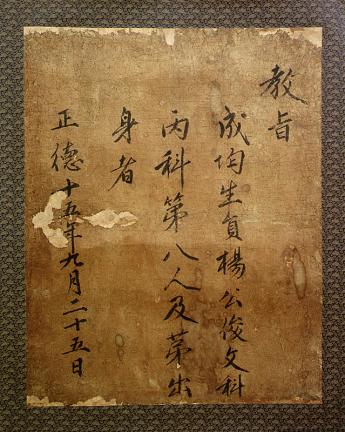 教旨
成均生員楊公俊文科
丙科第八人及第出
身者
正德十五年九月二十五日